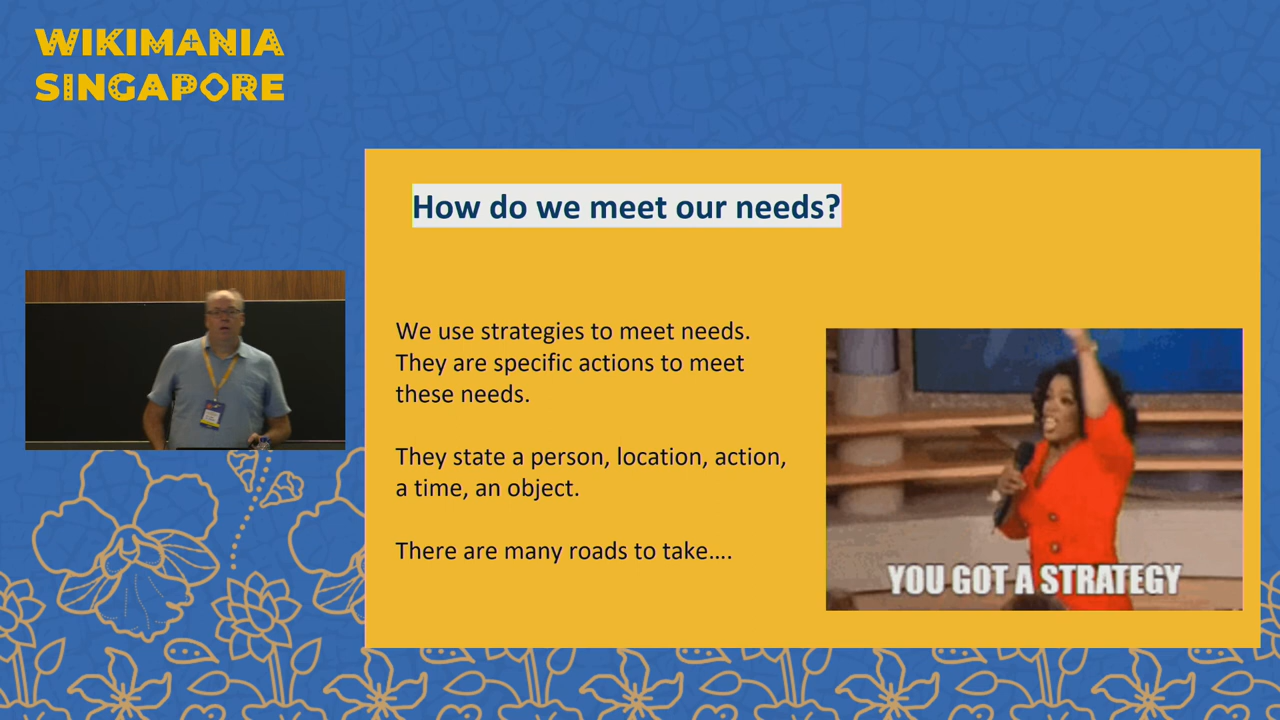 WIKIMANIA
SINGAPORE
How do we meet our needs?
We use strategies to meet needs.
They are specific actions to meet
these needs.
They state a person, location, action,
a time, an object.
There are many roads to take....
YOU GOT A STRATEGY